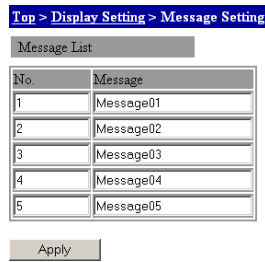 Top > Display Setting > Message Setting
Message List
No. Message
1 Message01
2 Message02
3 Message03
4 Message04
5 Message05
Apply